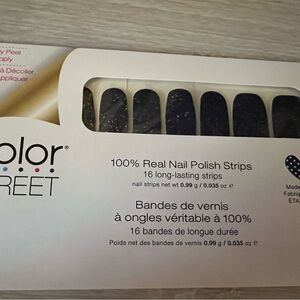 y Peel
pply
à Décoller
ppliquer
olor®
REET
100% Real Nail Polish Strips
16 long-lasting strips
nail strips net wt 0.99 g / 0.035 oz ℮
Bandes de vernis
à ongles véritable à 100%
16 bandes de longue durée
Poids net des bandes de vernis 0.99 g / 0.035 oz ℮
Made
Fabriq
ÉTA